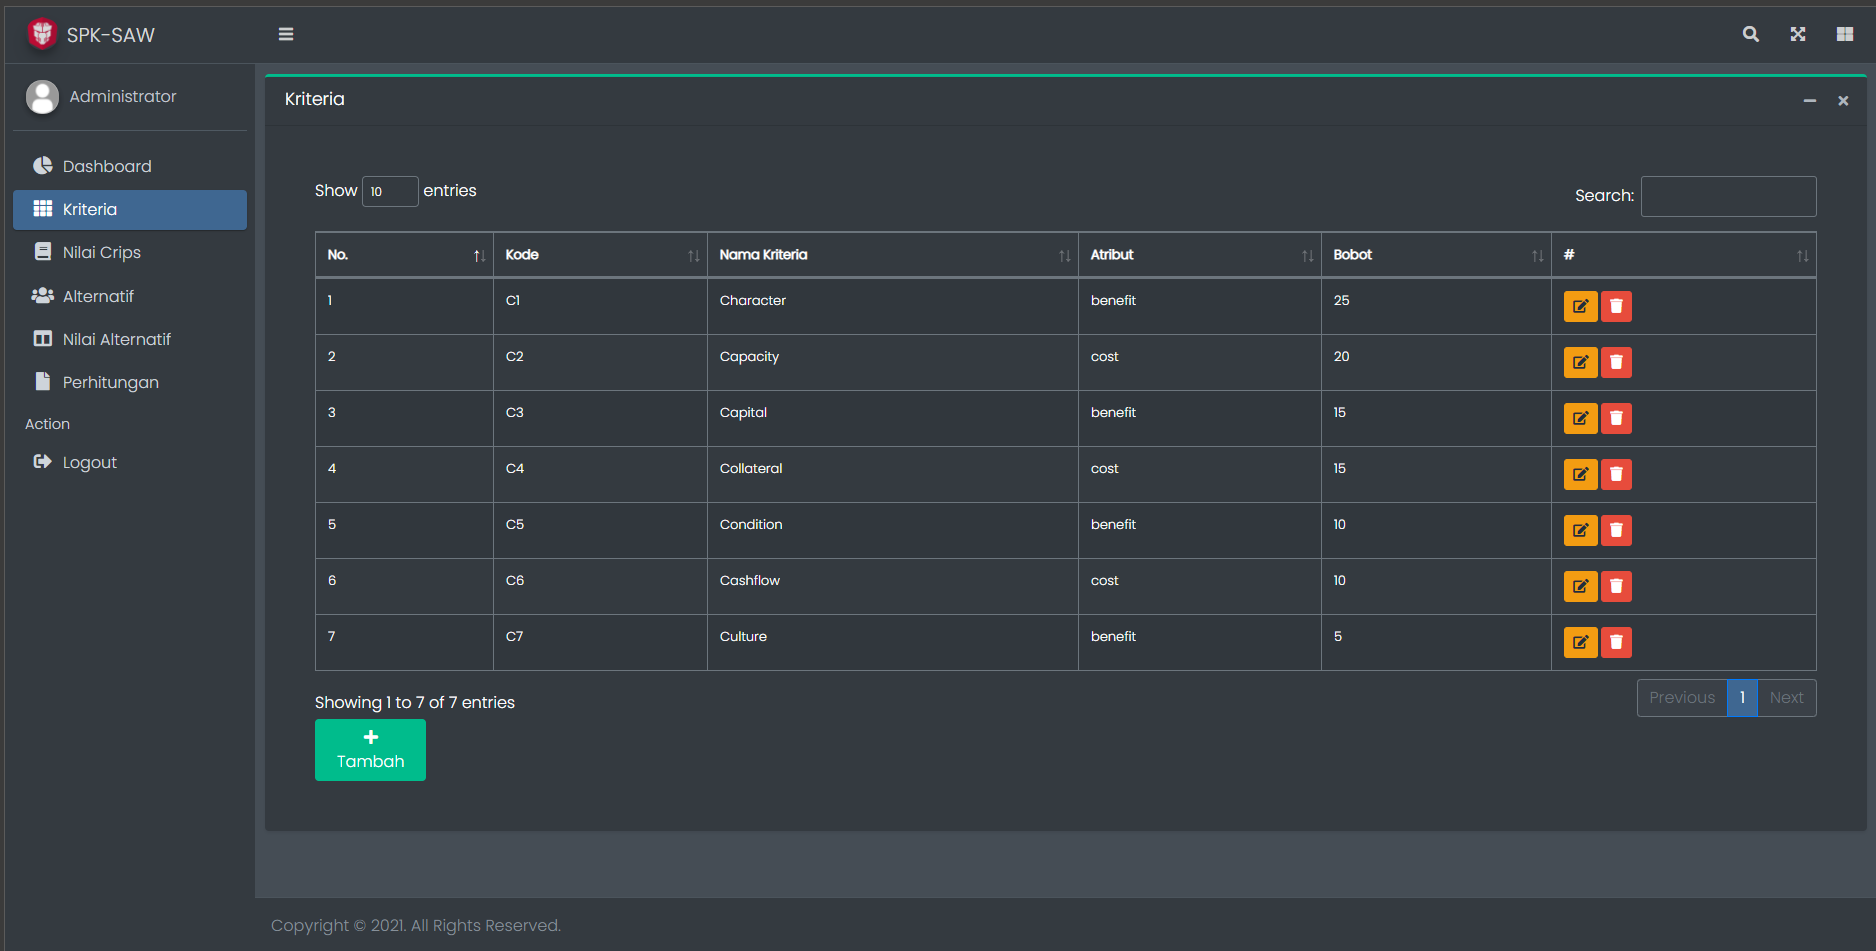 SPK-SAW
Administrator
Dashboard
Kriteria
Nilai Crips
Alternatif
Nilai Alternatif
Perhitungan
Action
Logout
Kriteria
Show 10 entries
Search:
No. Kode Nama Kriteria Atribut Bobot #
1 C1 Character benefit 25
2 C2 Capacity cost 20
3 C3 Capital benefit 15
4 C4 Collateral cost 15
5 C5 Condition benefit 10
6 C6 Cashflow cost 10
7 C7 Culture benefit 5
Showing 1 to 7 of 7 entries
Previous 1 Next
Tambah
Copyright © 2021. All Rights Reserved.